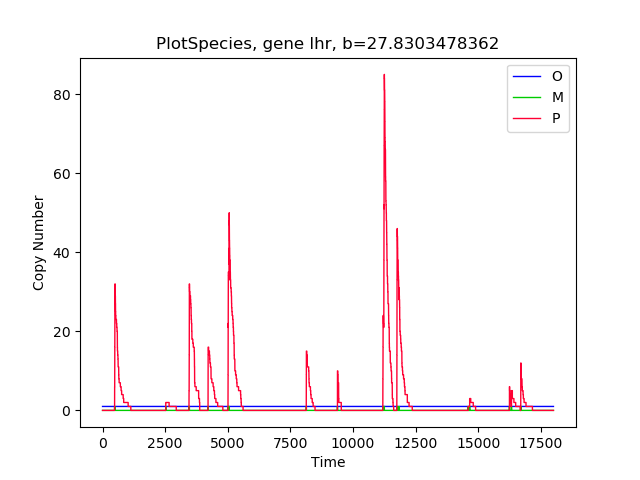 PlotSpecies, gene lhr, b=27.8303478362
O
M
P
80
60
40
20
0
Copy Number
0 2500 5000 7500 10000 12500 15000 17500
Time